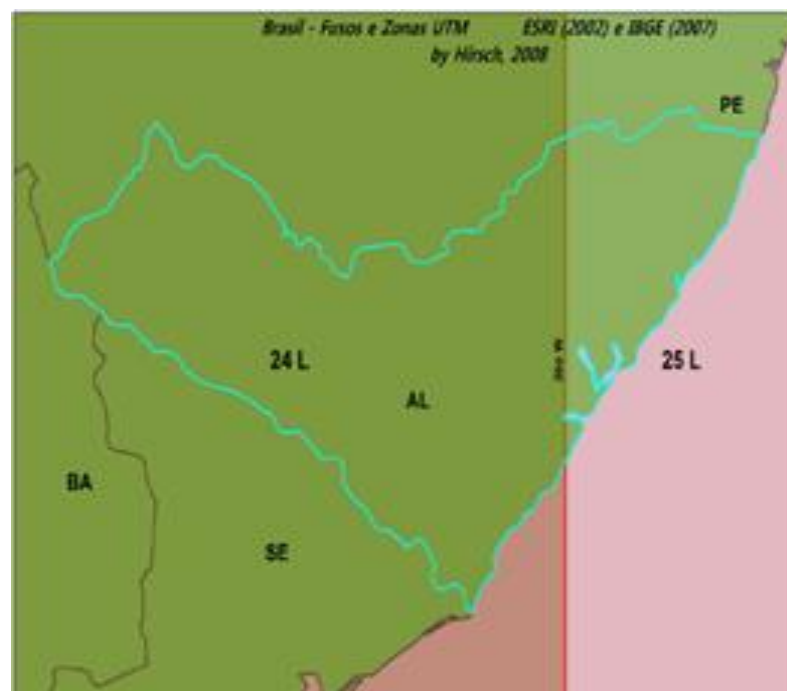 Brasil - Fusos e Zonas UTM ESRI (2002) e IBGE (2007)
by Hirsch, 2008
PE
24 L
25 L
AL
BA
SE